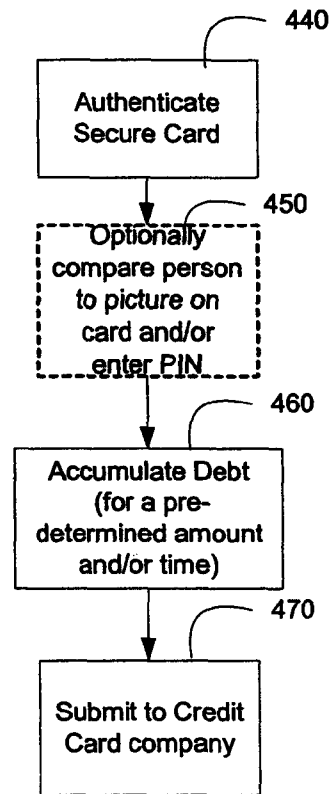 440
Authenticate
Secure Card
450
Optionally
compare person
to picture on
card and/or
enter PIN
460
Accumulate Debt
(for a pre-
determined amount
and/or time)
470
Submit to Credit
Card company